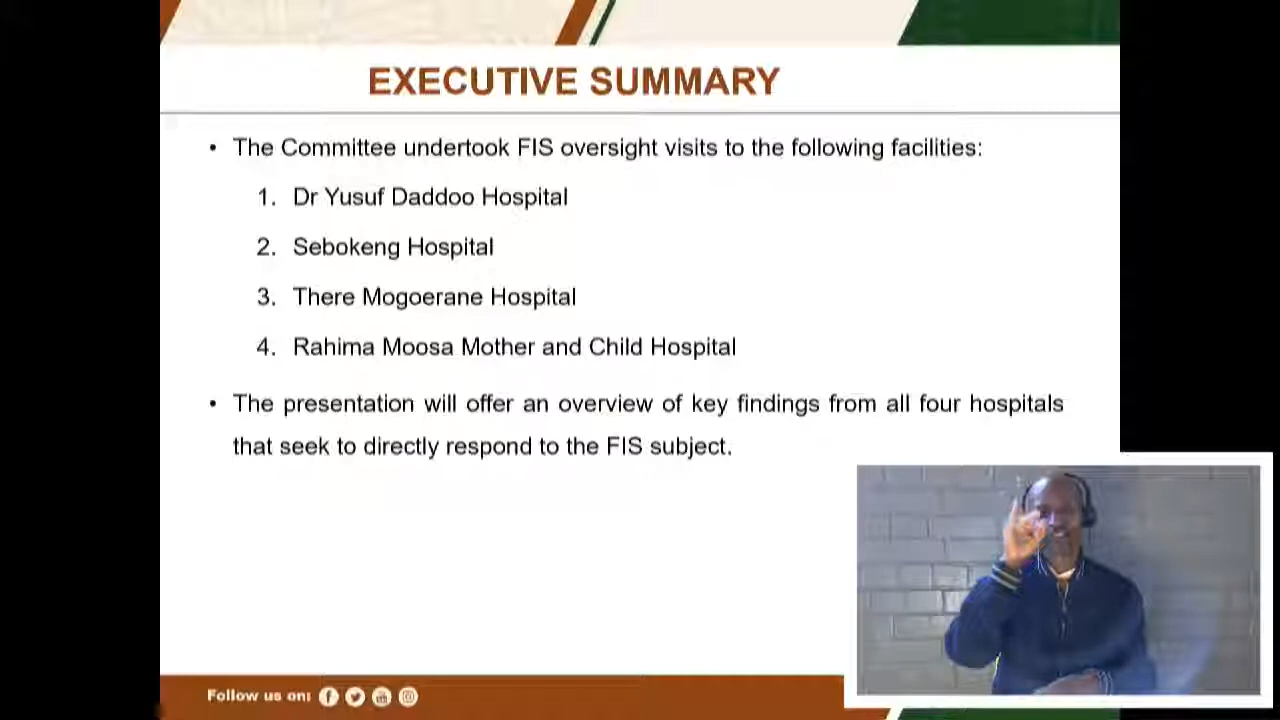 EXECUTIVE SUMMARY
• The Committee undertook FIS oversight visits to the following facilities:
1. Dr Yusuf Daddoo Hospital
2. Sebokeng Hospital
3. There Mogoerane Hospital
4. Rahima Moosa Mother and Child Hospital
• The presentation will offer an overview of key findings from all four hospitals
that seek to directly respond to the FIS subject.
Follow us on: